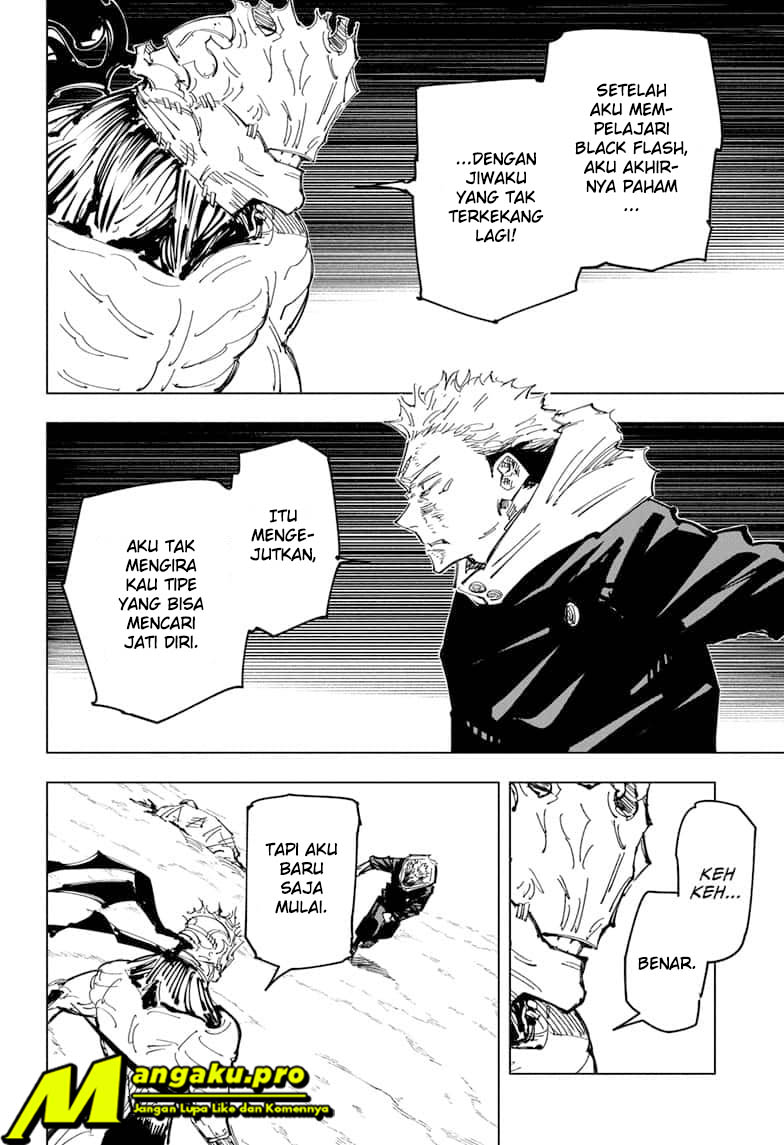 SETELAH
AKU MEM-
PELAJARI
BLACK FLASH,
AKU AKHIR-
NYA PAHAM
...
...DENGAN
JIWAKU
YANG TAK
TERKEKANG
LAGI!
ITU
MENGE-
JUTKAN,
AKU TAK
MENGIRA
KAU TIPE
YANG BISA
MENCARI
JATI DIRI.
KEH
KEH...
BENAR.
TAPI AKU
BARU
SAJA
MULAI.
Mangaku.pro
Jangan Lupa Like dan Komennya